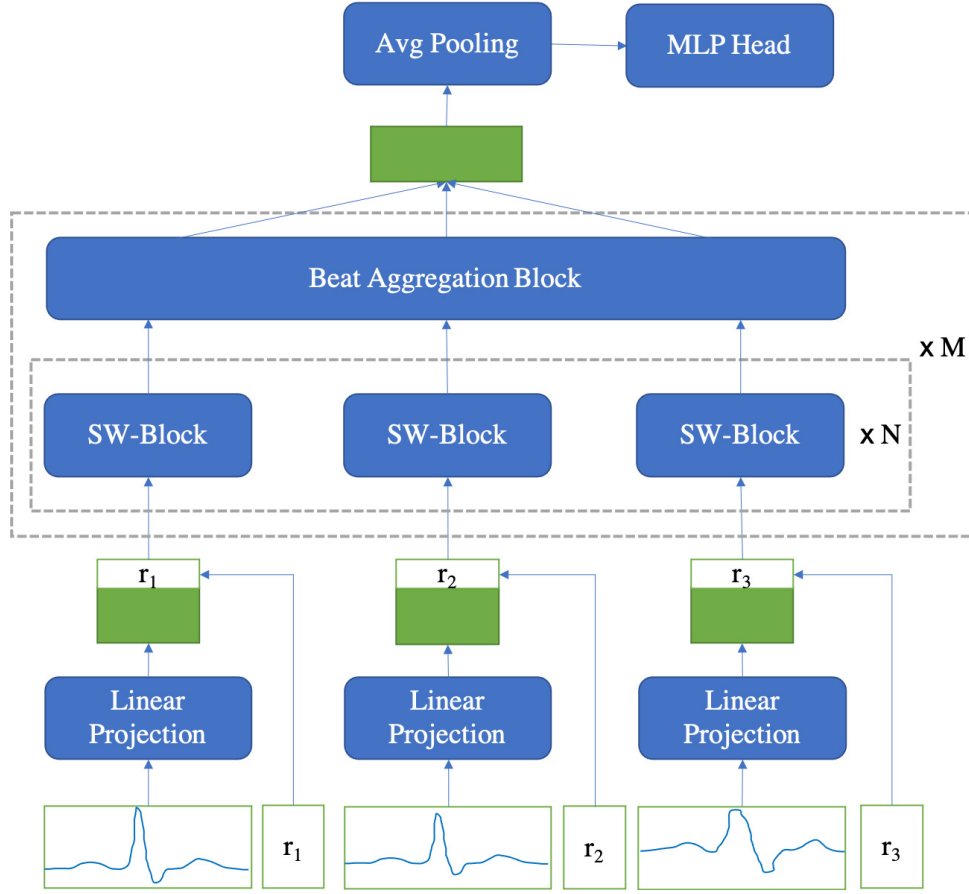 Avg Pooling
MLP Head
Beat Aggregation Block
x M
SW-Block
SW-Block
SW-Block
x N
r₁
r₂
r₃
Linear
Projection
Linear
Projection
Linear
Projection
r₁
r₂
r₃